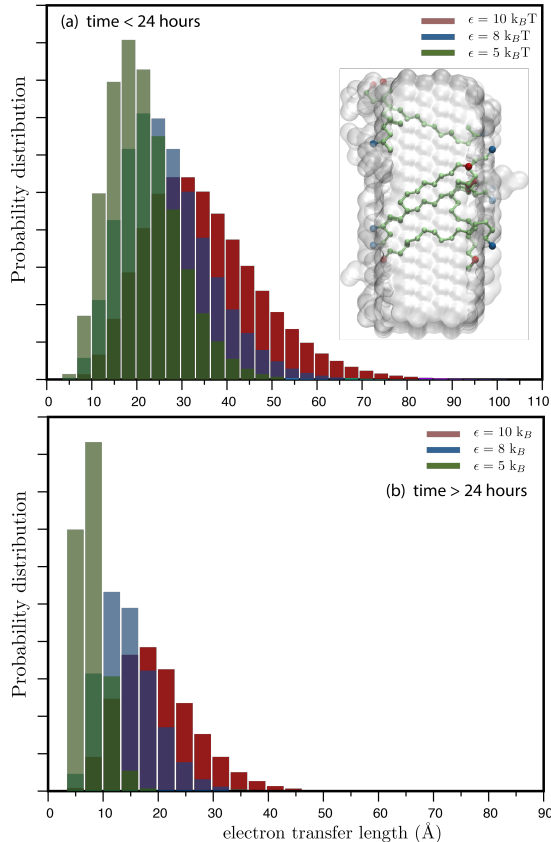 (a) time < 24 hours
ϵ = 10 k_BT
ϵ = 8 k_BT
ϵ = 5 k_BT
Probability distribution
0 10 20 30 40 50 60 70 80 90 100 110
ϵ = 10 k_B
ϵ = 8 k_B
ϵ = 5 k_B
(b) time > 24 hours
Probability distribution
0 10 20 30 40 50 60 70 80 90
electron transfer length (Å)